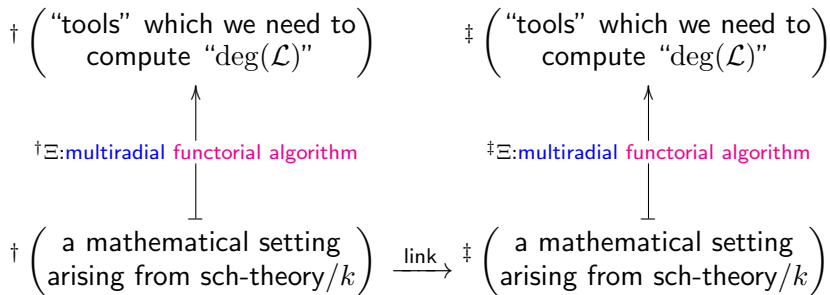 † ( “tools” which we need to compute “deg(ℒ)” ) ‡ ( “tools” which we need to compute “deg(ℒ)” )
†Ξ:multiradial functorial algorithm ‡Ξ:multiradial functorial algorithm
† ( a mathematical setting arising from sch-theory/k ) link ‡ ( a mathematical setting arising from sch-theory/k )